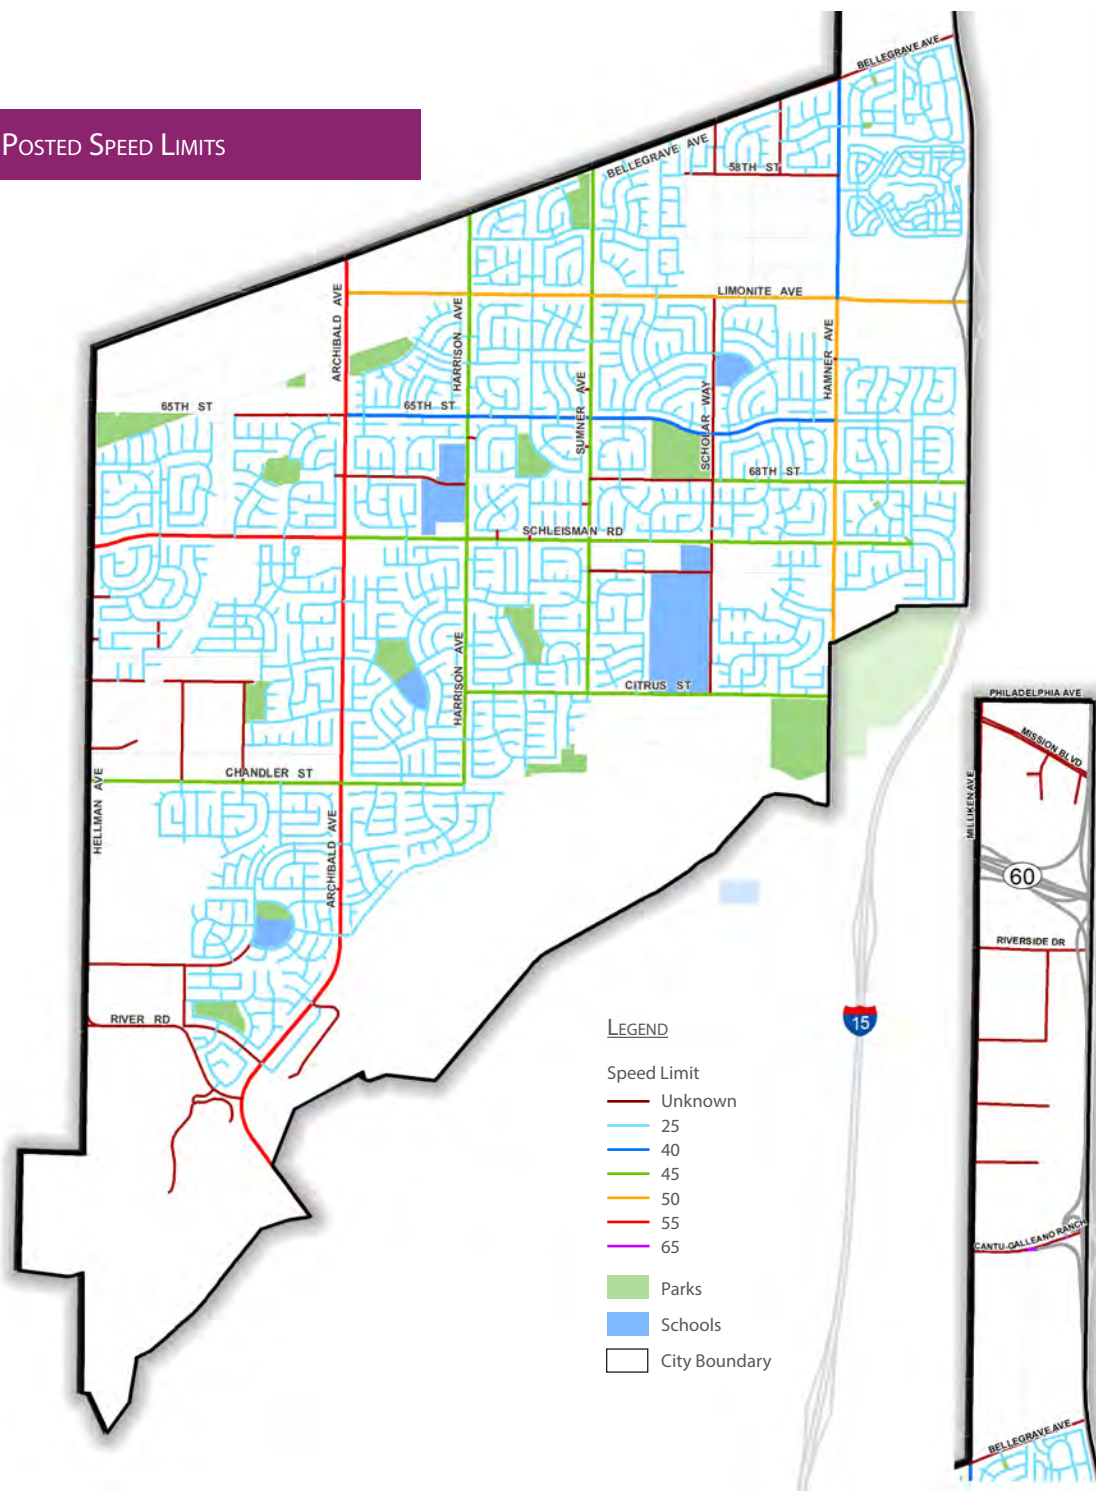 POSTED SPEED LIMITS
BELLEGRAVE AVE
BELLEGRAVE AVE
58TH ST
LIMONITE AVE
ARCHIBALD AVE
HARRISON AVE
HAMNER AVE
SUMNER AVE
SCHOLAR WAY
65TH ST
65TH ST
68TH ST
SCHLEISMAN RD
HARRISON AVE
CITRUS ST
CHANDLER ST
HELLMAN AVE
ARCHIBALD AVE
RIVER RD
PHILADELPHIA AVE
MISSION BLVD
MILLIKEN AVE
60
RIVERSIDE DR
15
CANTU-GALLEANO RANCH
BELLEGRAVE AVE
LEGEND
Speed Limit
Unknown
25
40
45
50
55
65
Parks
Schools
City Boundary